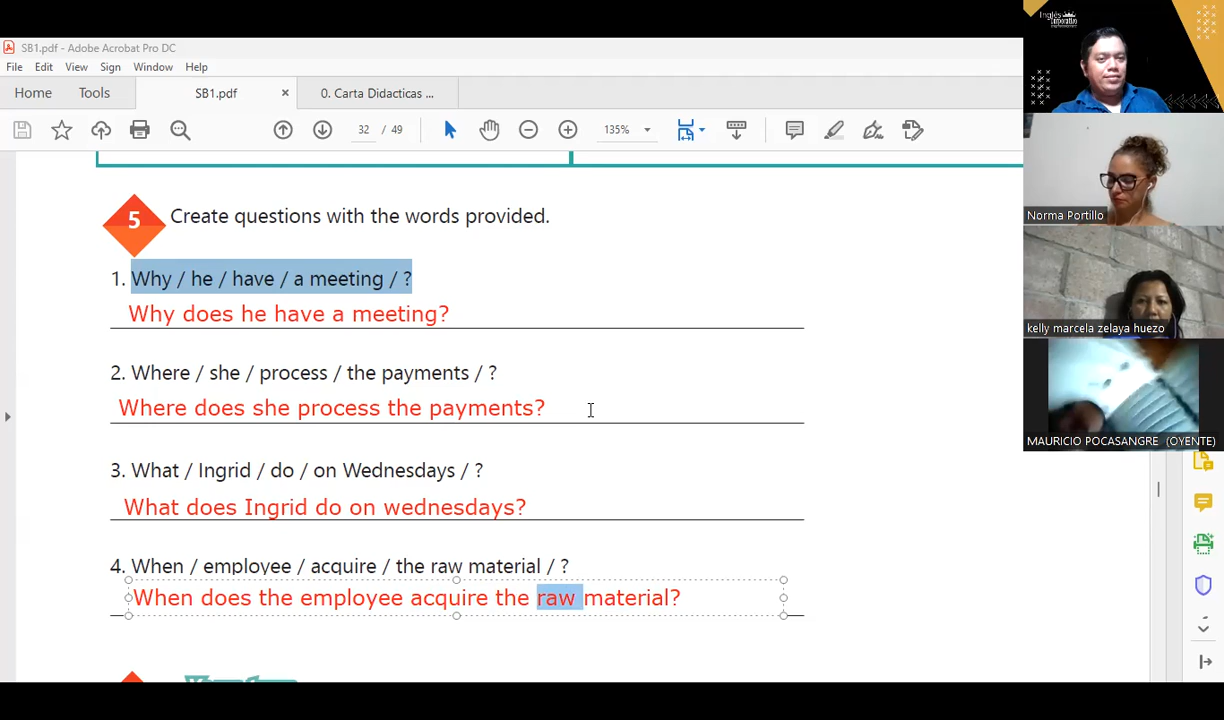 SB1.pdf - Adobe Acrobat Pro DC
File Edit View Sign Window Help
Home Tools SB1.pdf × 0. Carta Didacticas ...
32 / 49 135%
5 Create questions with the words provided.
1. Why / he / have / a meeting / ?
Why does he have a meeting?
2. Where / she / process / the payments / ?
Where does she process the payments?
3. What / Ingrid / do / on Wednesdays / ?
What does Ingrid do on wednesdays?
4. When / employee / acquire / the raw material / ?
When does the employee acquire the raw material?
Inglés
Corporativo
Norma Portillo
kelly marcela zelaya huezo
MAURICIO POCASANGRE (OYENTE)